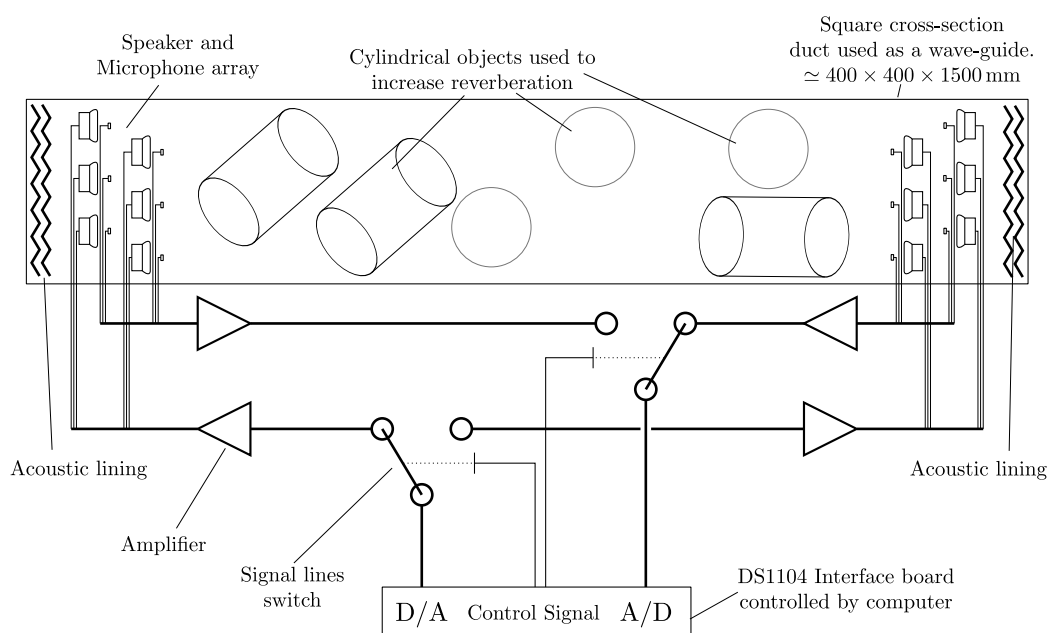 Speaker and
Microphone array
Cylindrical objects used to
increase reverberation
Square cross-section
duct used as a wave-guide.
≃ 400 × 400 × 1500 mm
Acoustic lining
Acoustic lining
Amplifier
Signal lines
switch
DS1104 Interface board
controlled by computer
D/A Control Signal A/D